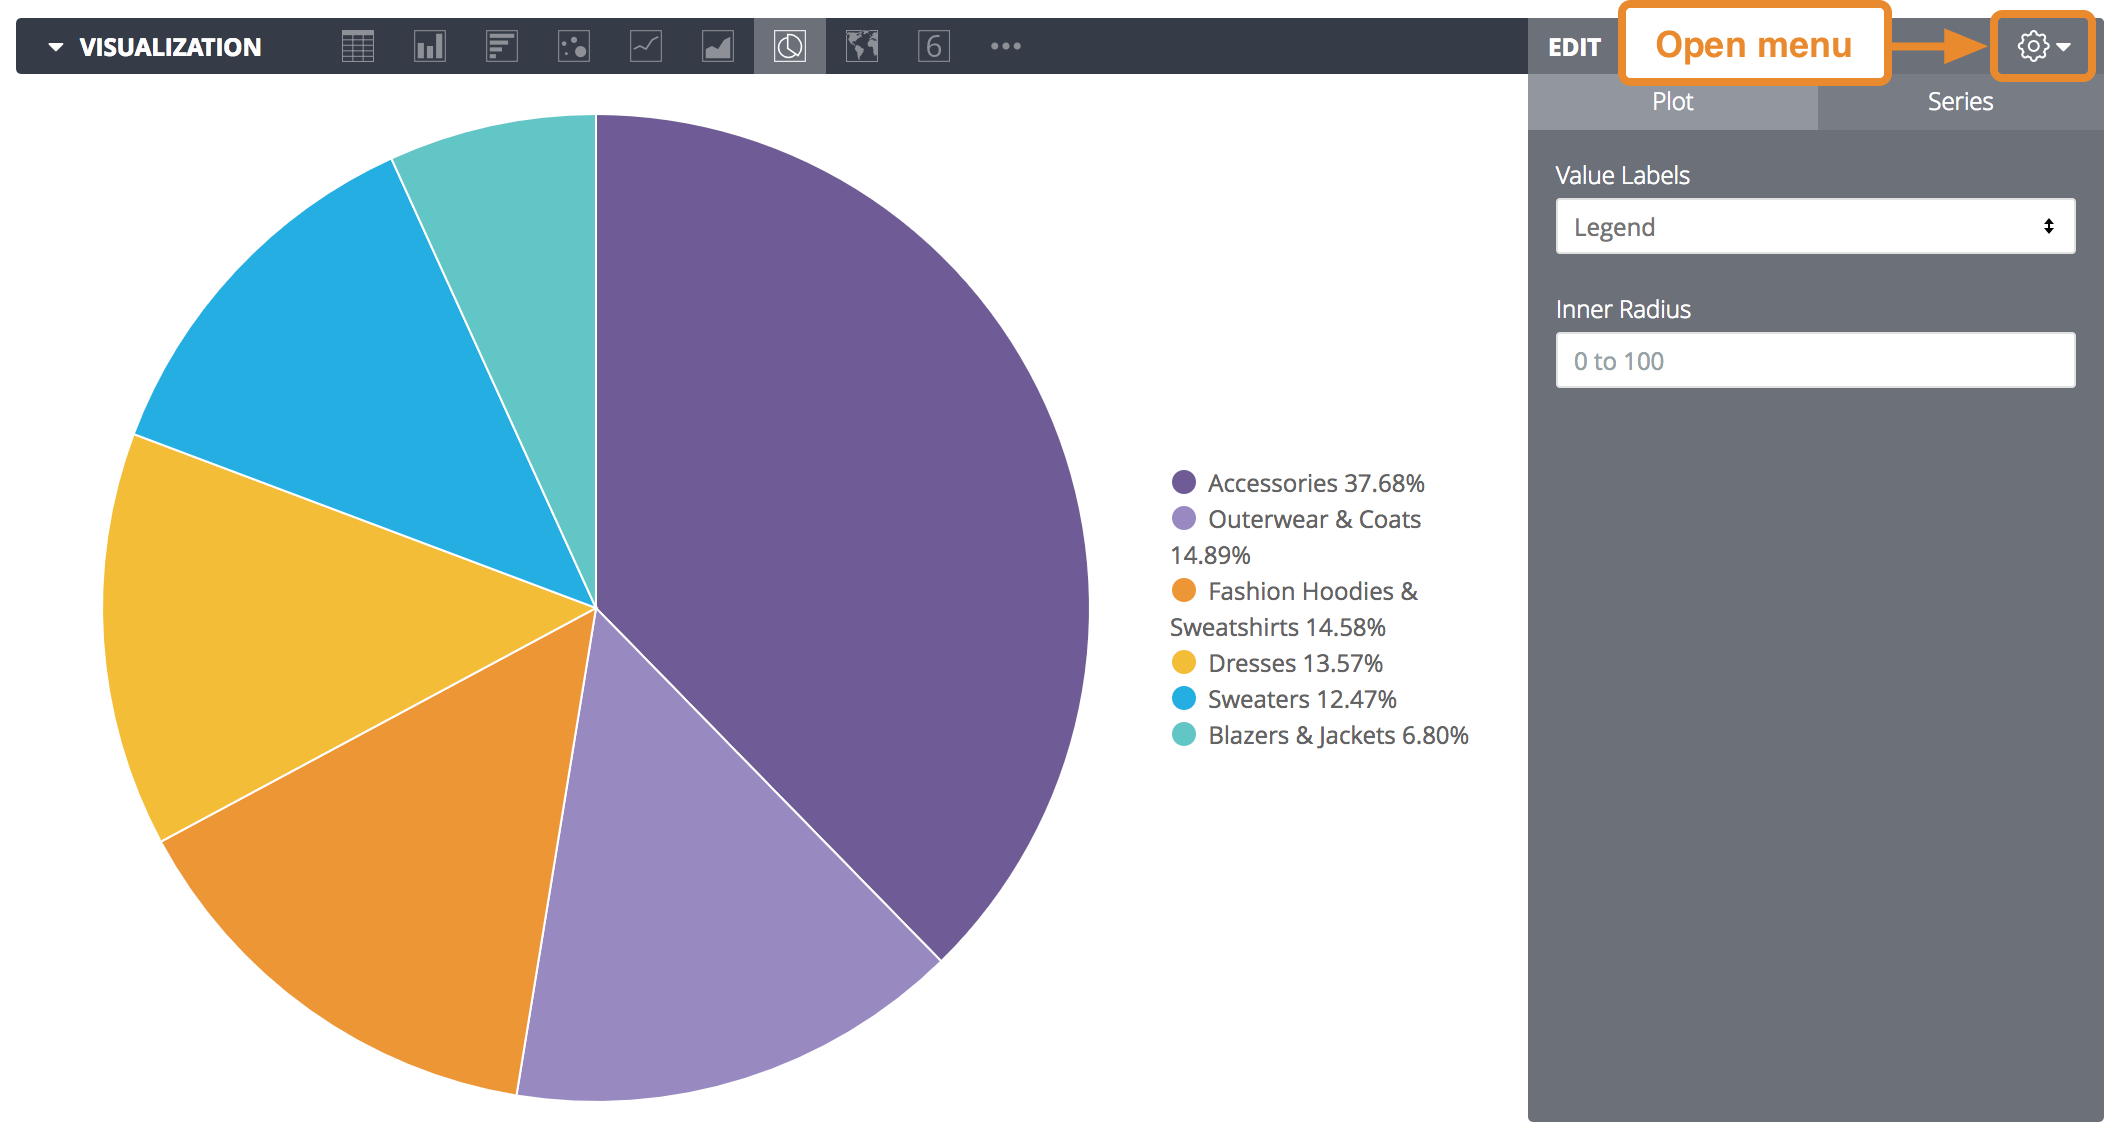 VISUALIZATION
6
EDIT
Open menu
Plot
Series
Value Labels
Legend
Inner Radius
0 to 100
Accessories 37.68%
Outerwear & Coats
14.89%
Fashion Hoodies &
Sweatshirts 14.58%
Dresses 13.57%
Sweaters 12.47%
Blazers & Jackets 6.80%